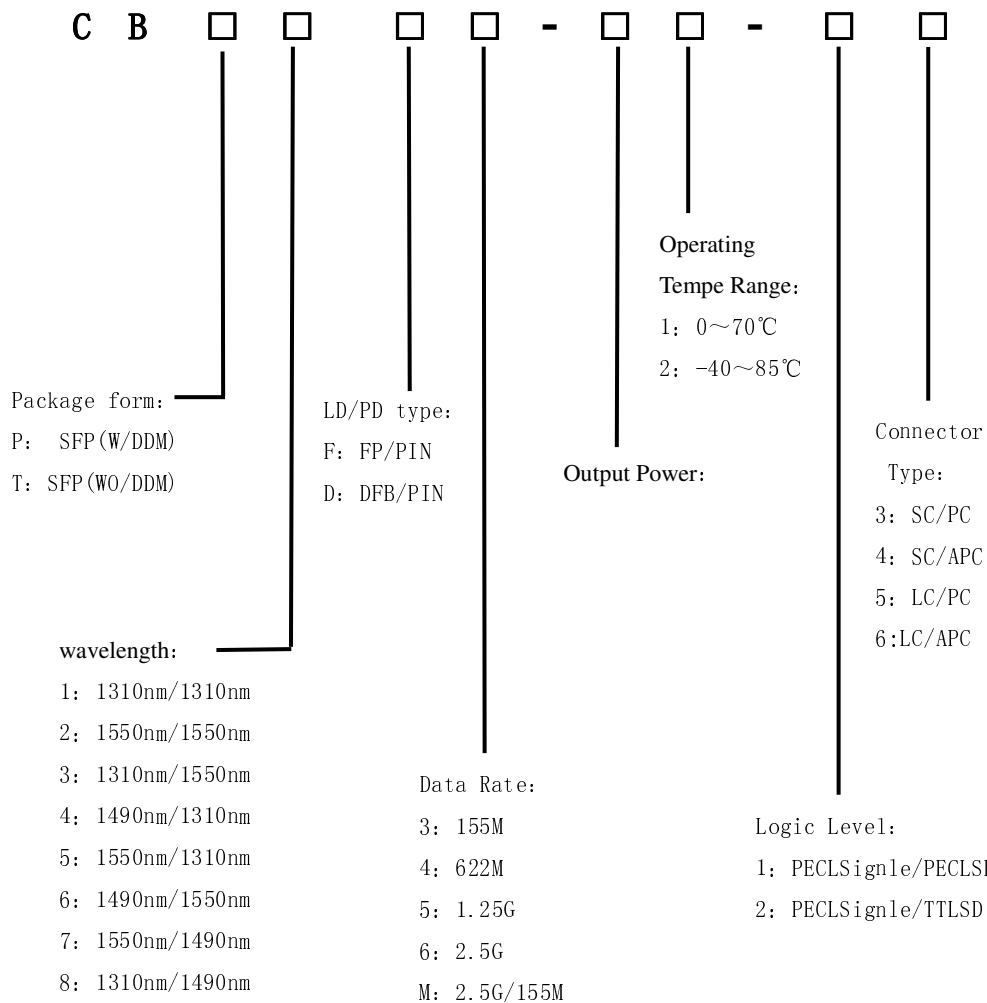 C B □ □ □ □ - □ □ - □ □
Operating
Tempe Range：
1：0～70℃
2：-40～85℃
Package form：
P： SFP(W/DDM)
T：SFP(WO/DDM)
LD/PD type：
F：FP/PIN
D：DFB/PIN
Output Power：
Connector
Type：
3：SC/PC
4：SC/APC
5：LC/PC
6:LC/APC
wavelength：
1：1310nm/1310nm
2：1550nm/1550nm
3：1310nm/1550nm
4：1490nm/1310nm
5：1550nm/1310nm
6：1490nm/1550nm
7：1550nm/1490nm
8：1310nm/1490nm
Data Rate：
3：155M
4：622M
5：1.25G
6：2.5G
M：2.5G/155M
Logic Level：
1：PECLSignle/PECLS
2：PECLSignle/TTLSD